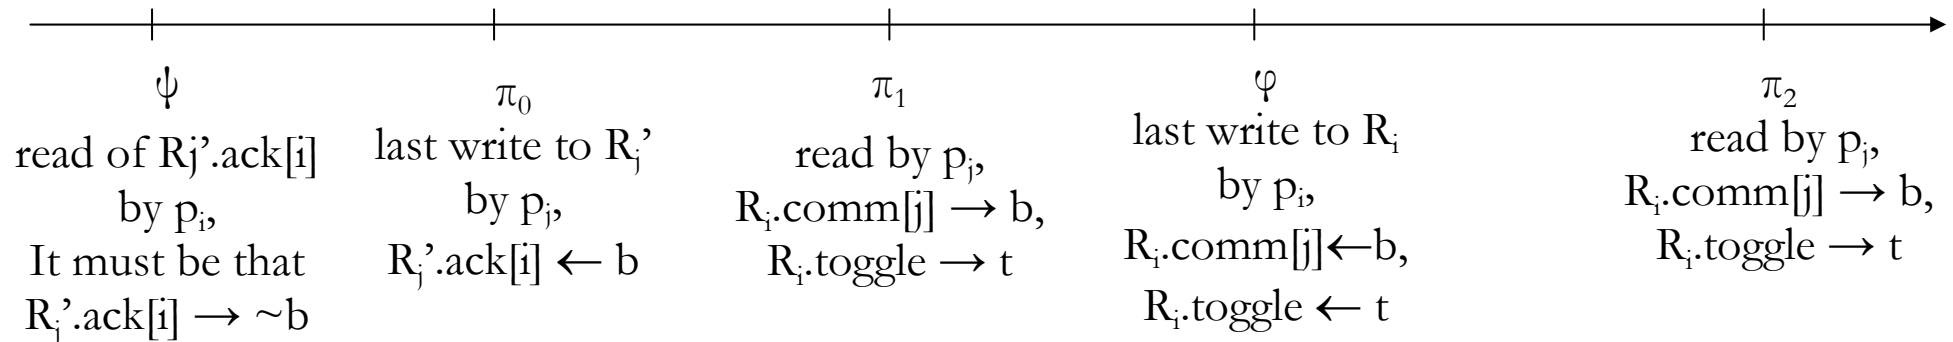 ψ
read of Rj’.ack[i]
by pᵢ,
It must be that
Rⱼ’.ack[i] → ~b
π₀
last write to Rⱼ’
by pⱼ,
Rⱼ’.ack[i] ← b
π₁
read by pⱼ,
Rᵢ.comm[j] → b,
Rᵢ.toggle → t
φ
last write to Rᵢ
by pᵢ,
Rᵢ.comm[j]←b,
Rᵢ.toggle ← t
π₂
read by pⱼ,
Rᵢ.comm[j] → b,
Rᵢ.toggle → t